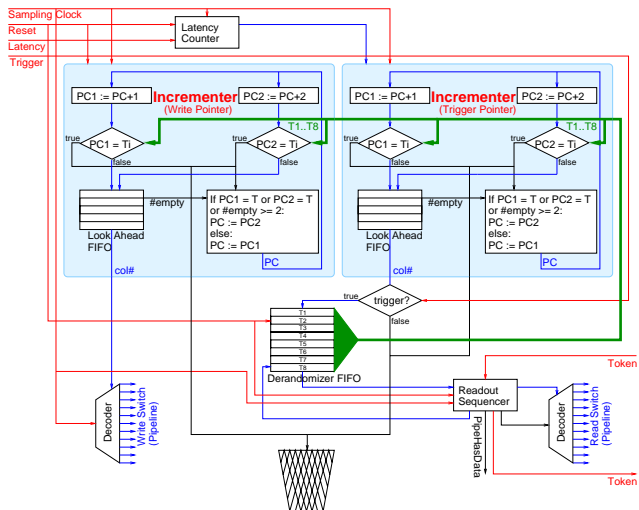 Sampling Clock
Reset
Latency
Trigger
Latency
Counter
PC1 := PC+1
Incrementer
(Write Pointer)
PC2 := PC+2
T1..T8
true
PC1 = Ti
false
true
PC2 = Ti
false
#empty
Look Ahead
FIFO
If PC1 = T or PC2 = T
or #empty >= 2:
PC := PC2
else:
PC := PC1
PC
col#
PC1 := PC+1
Incrementer
(Trigger Pointer)
PC2 := PC+2
T1..T8
true
PC1 = Ti
false
true
PC2 = Ti
false
#empty
Look Ahead
FIFO
If PC1 = T or PC2 = T
or #empty >= 2:
PC := PC2
else:
PC := PC1
PC
col#
true
trigger?
false
T1
T2
T3
T4
T5
T6
T7
T8
Derandomizer FIFO
Decoder
Write Switch
(Pipeline)
Token
Readout
Sequencer
PipeHasData
Decoder
Read Switch
(Pipeline)
Token